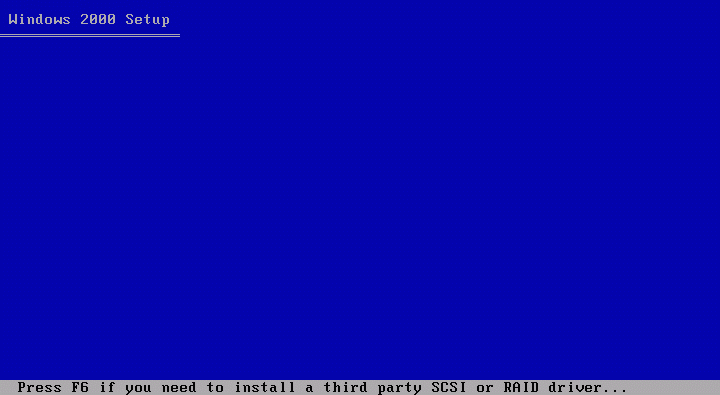 Windows 2000 Setup
Press F6 if you need to install a third party SCSI or RAID driver...